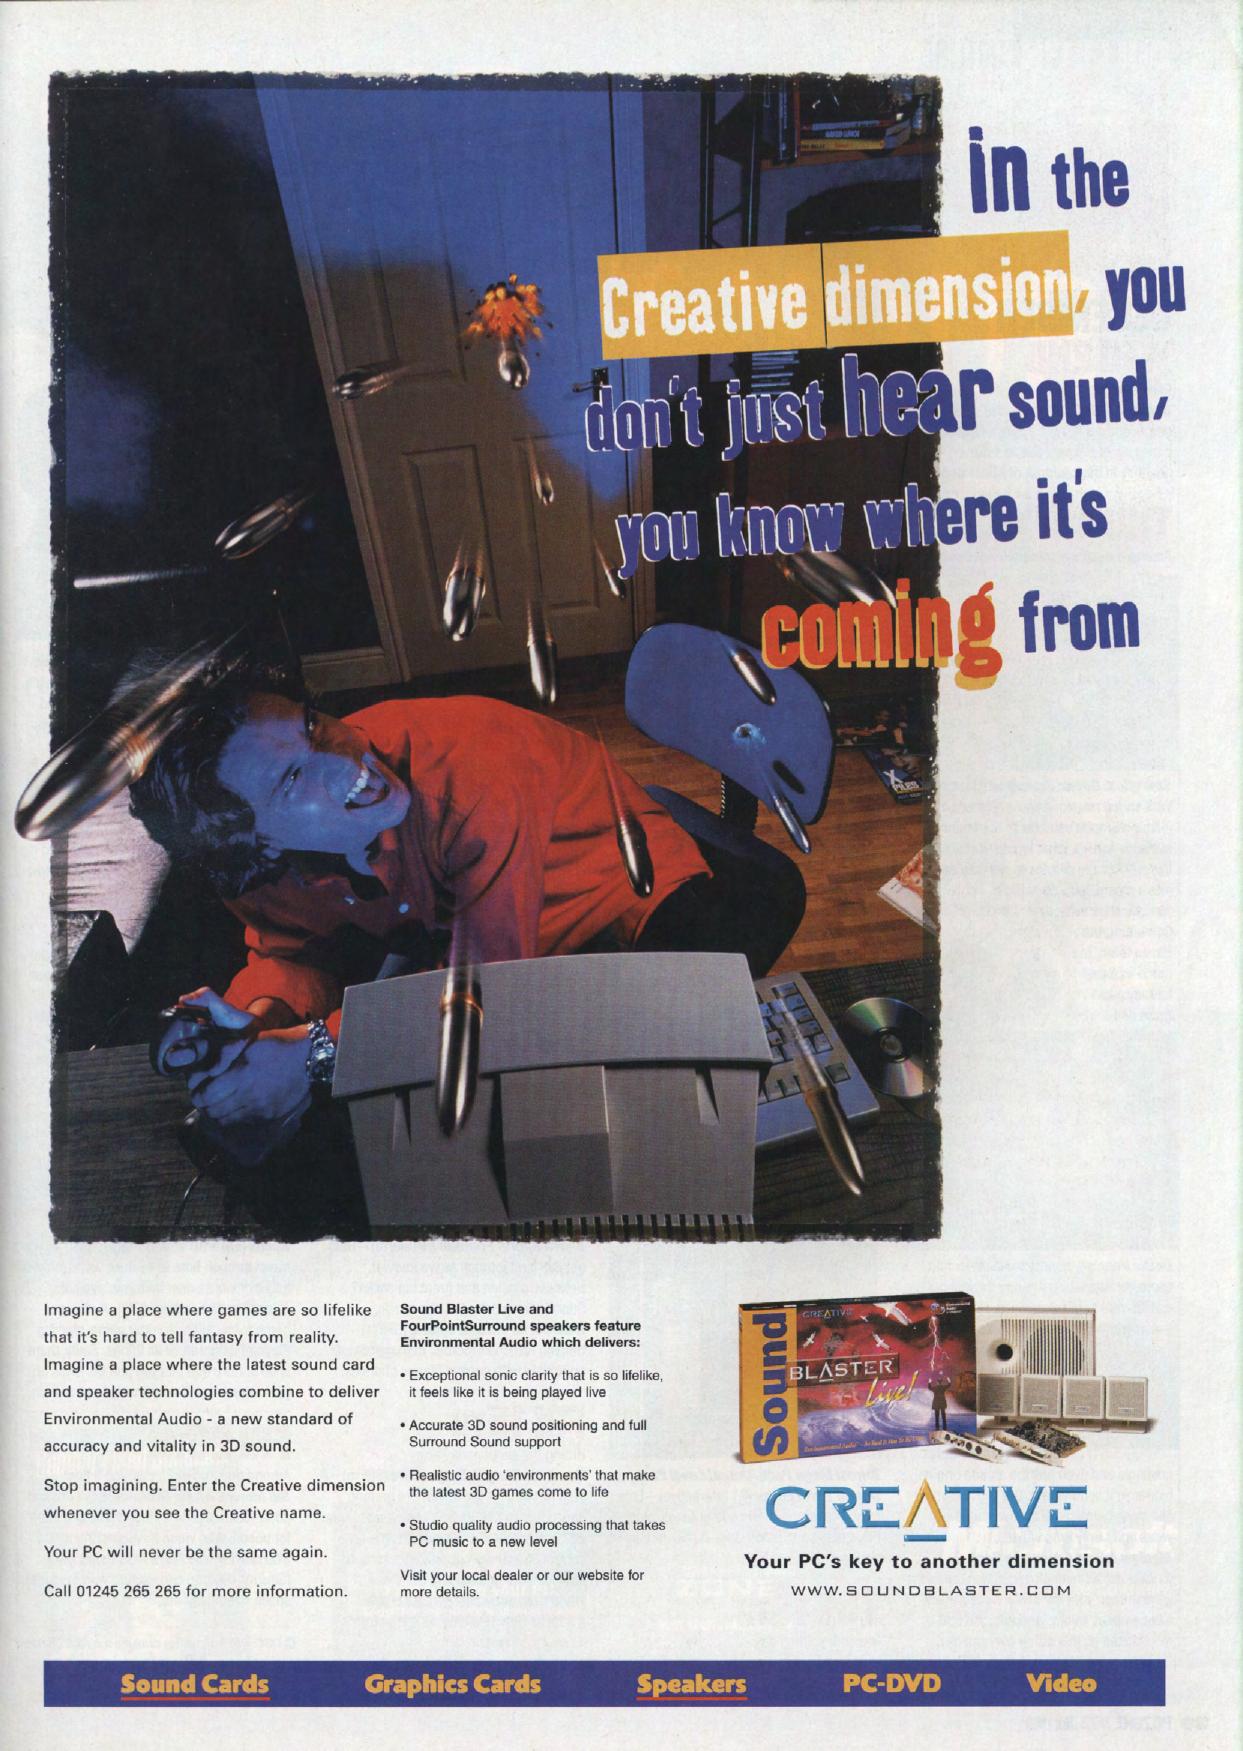 in the
Creative dimension, you
don't just hear sound,
you know where it's
coming from
X
FILES
Imagine a place where games are so lifelike
that it's hard to tell fantasy from reality.
Imagine a place where the latest sound card
and speaker technologies combine to deliver
Environmental Audio - a new standard of
accuracy and vitality in 3D sound.
Stop imagining. Enter the Creative dimension
whenever you see the Creative name.
Your PC will never be the same again.
Call 01245 265 265 for more information.
Sound Blaster Live and
FourPointSurround speakers feature
Environmental Audio which delivers:
• Exceptional sonic clarity that is so lifelike,
it feels like it is being played live
• Accurate 3D sound positioning and full
Surround Sound support
• Realistic audio 'environments' that make
the latest 3D games come to life
• Studio quality audio processing that takes
PC music to a new level
Visit your local dealer or our website for
more details.
CREATIVE
Sound
BLASTER
Live!
CREATIVE
Your PC's key to another dimension
WWW.SOUNDBLASTER.COM
Sound Cards Graphics Cards Speakers PC-DVD Video